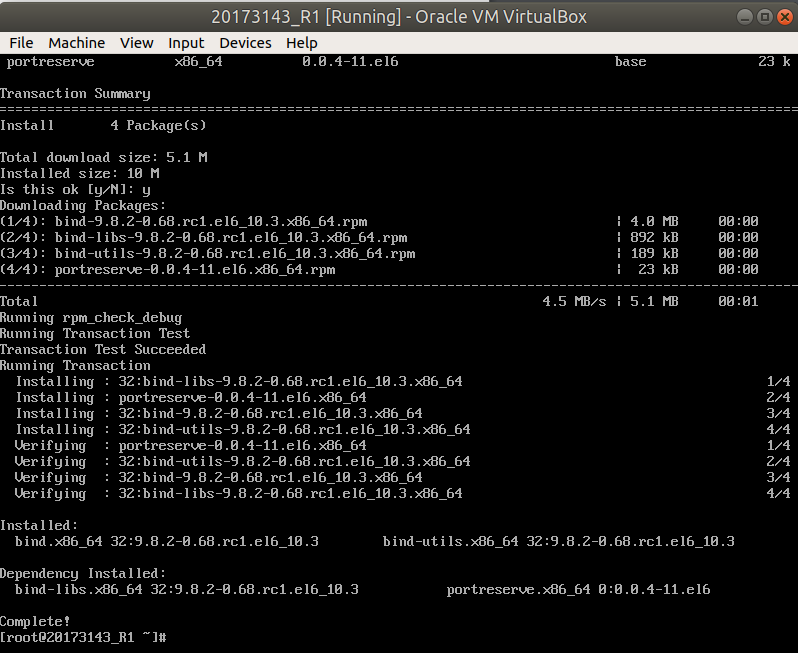 20173143_R1 [Running] - Oracle VM VirtualBox
File Machine View Input Devices Help
portreserve x86_64 0.0.4-11.el6 base 23 k
Transaction Summary
================================================================================
Install 4 Package(s)
Total download size: 5.1 M
Installed size: 10 M
Is this ok [y/N]: y
Downloading Packages:
(1/4): bind-9.8.2-0.68.rc1.el6_10.3.x86_64.rpm | 4.0 MB 00:00
(2/4): bind-libs-9.8.2-0.68.rc1.el6_10.3.x86_64.rpm | 892 kB 00:00
(3/4): bind-utils-9.8.2-0.68.rc1.el6_10.3.x86_64.rpm | 189 kB 00:00
(4/4): portreserve-0.0.4-11.el6.x86_64.rpm | 23 kB 00:00
--------------------------------------------------------------------------------
Total 4.5 MB/s | 5.1 MB 00:01
Running rpm_check_debug
Running Transaction Test
Transaction Test Succeeded
Running Transaction
Installing : 32:bind-libs-9.8.2-0.68.rc1.el6_10.3.x86_64 1/4
Installing : portreserve-0.0.4-11.el6.x86_64 2/4
Installing : 32:bind-9.8.2-0.68.rc1.el6_10.3.x86_64 3/4
Installing : 32:bind-utils-9.8.2-0.68.rc1.el6_10.3.x86_64 4/4
Verifying : portreserve-0.0.4-11.el6.x86_64 1/4
Verifying : 32:bind-utils-9.8.2-0.68.rc1.el6_10.3.x86_64 2/4
Verifying : 32:bind-9.8.2-0.68.rc1.el6_10.3.x86_64 3/4
Verifying : 32:bind-libs-9.8.2-0.68.rc1.el6_10.3.x86_64 4/4
Installed:
bind.x86_64 32:9.8.2-0.68.rc1.el6_10.3 bind-utils.x86_64 32:9.8.2-0.68.rc1.el6_10.3
Dependency Installed:
bind-libs.x86_64 32:9.8.2-0.68.rc1.el6_10.3 portreserve.x86_64 0:0.0.4-11.el6
Complete!
[root@20173143_R1 ~]#